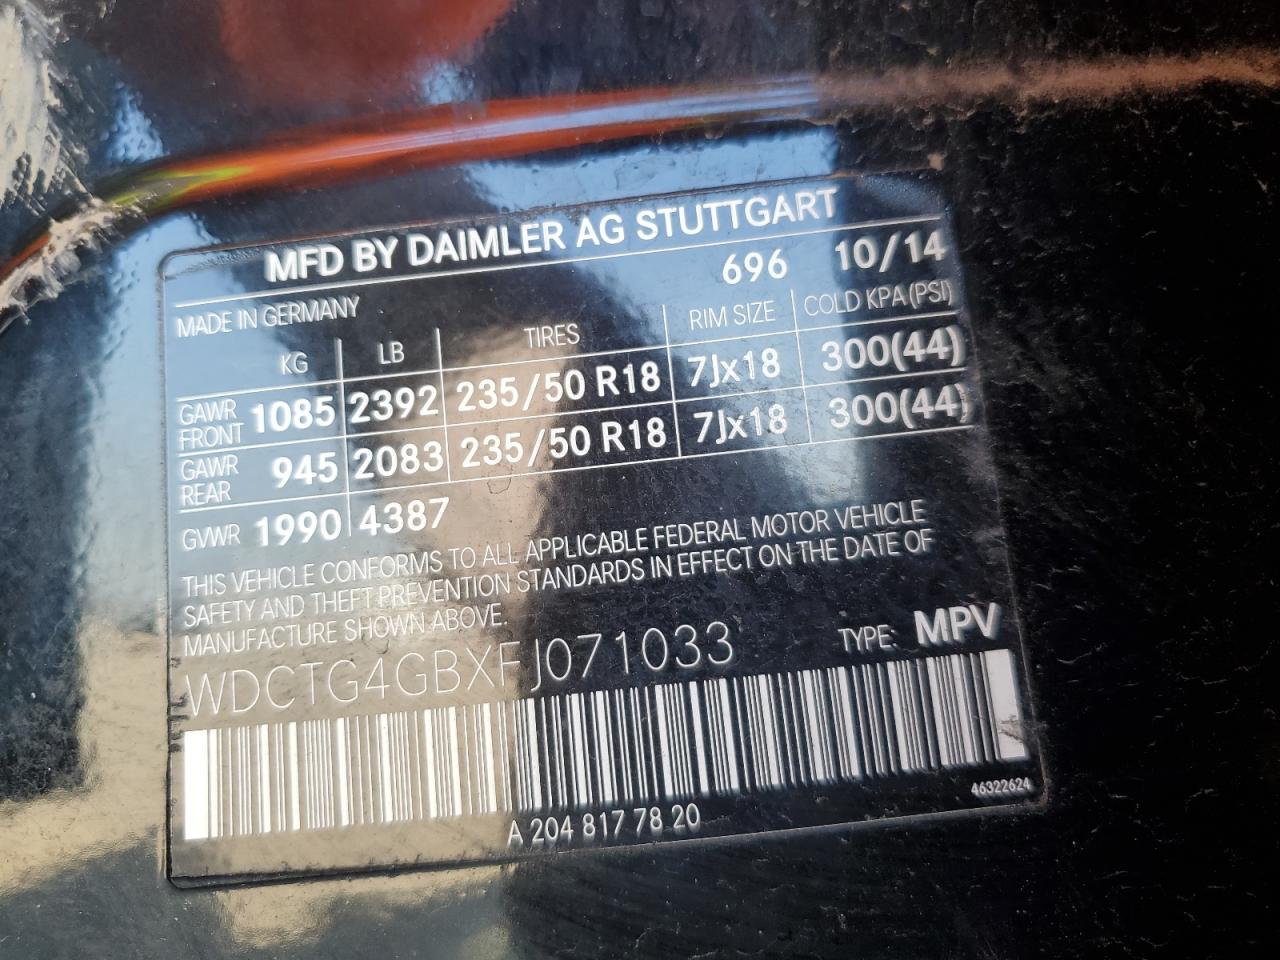 MFD BY DAIMLER AG STUTTGART
MADE IN GERMANY 696 10/14
KG LB TIRES RIM SIZE COLD KPA (PSI)
GAWR FRONT 1085 2392 235/50 R18 7Jx18 300(44)
GAWR REAR 945 2083 235/50 R18 7Jx18 300(44)
GVWR 1990 4387
THIS VEHICLE CONFORMS TO ALL APPLICABLE FEDERAL MOTOR VEHICLE
SAFETY AND THEFT PREVENTION STANDARDS IN EFFECT ON THE DATE OF
MANUFACTURE SHOWN ABOVE.
WDCTG4GBXFJ071033 TYPE: MPV
46322624
A 204 817 78 20